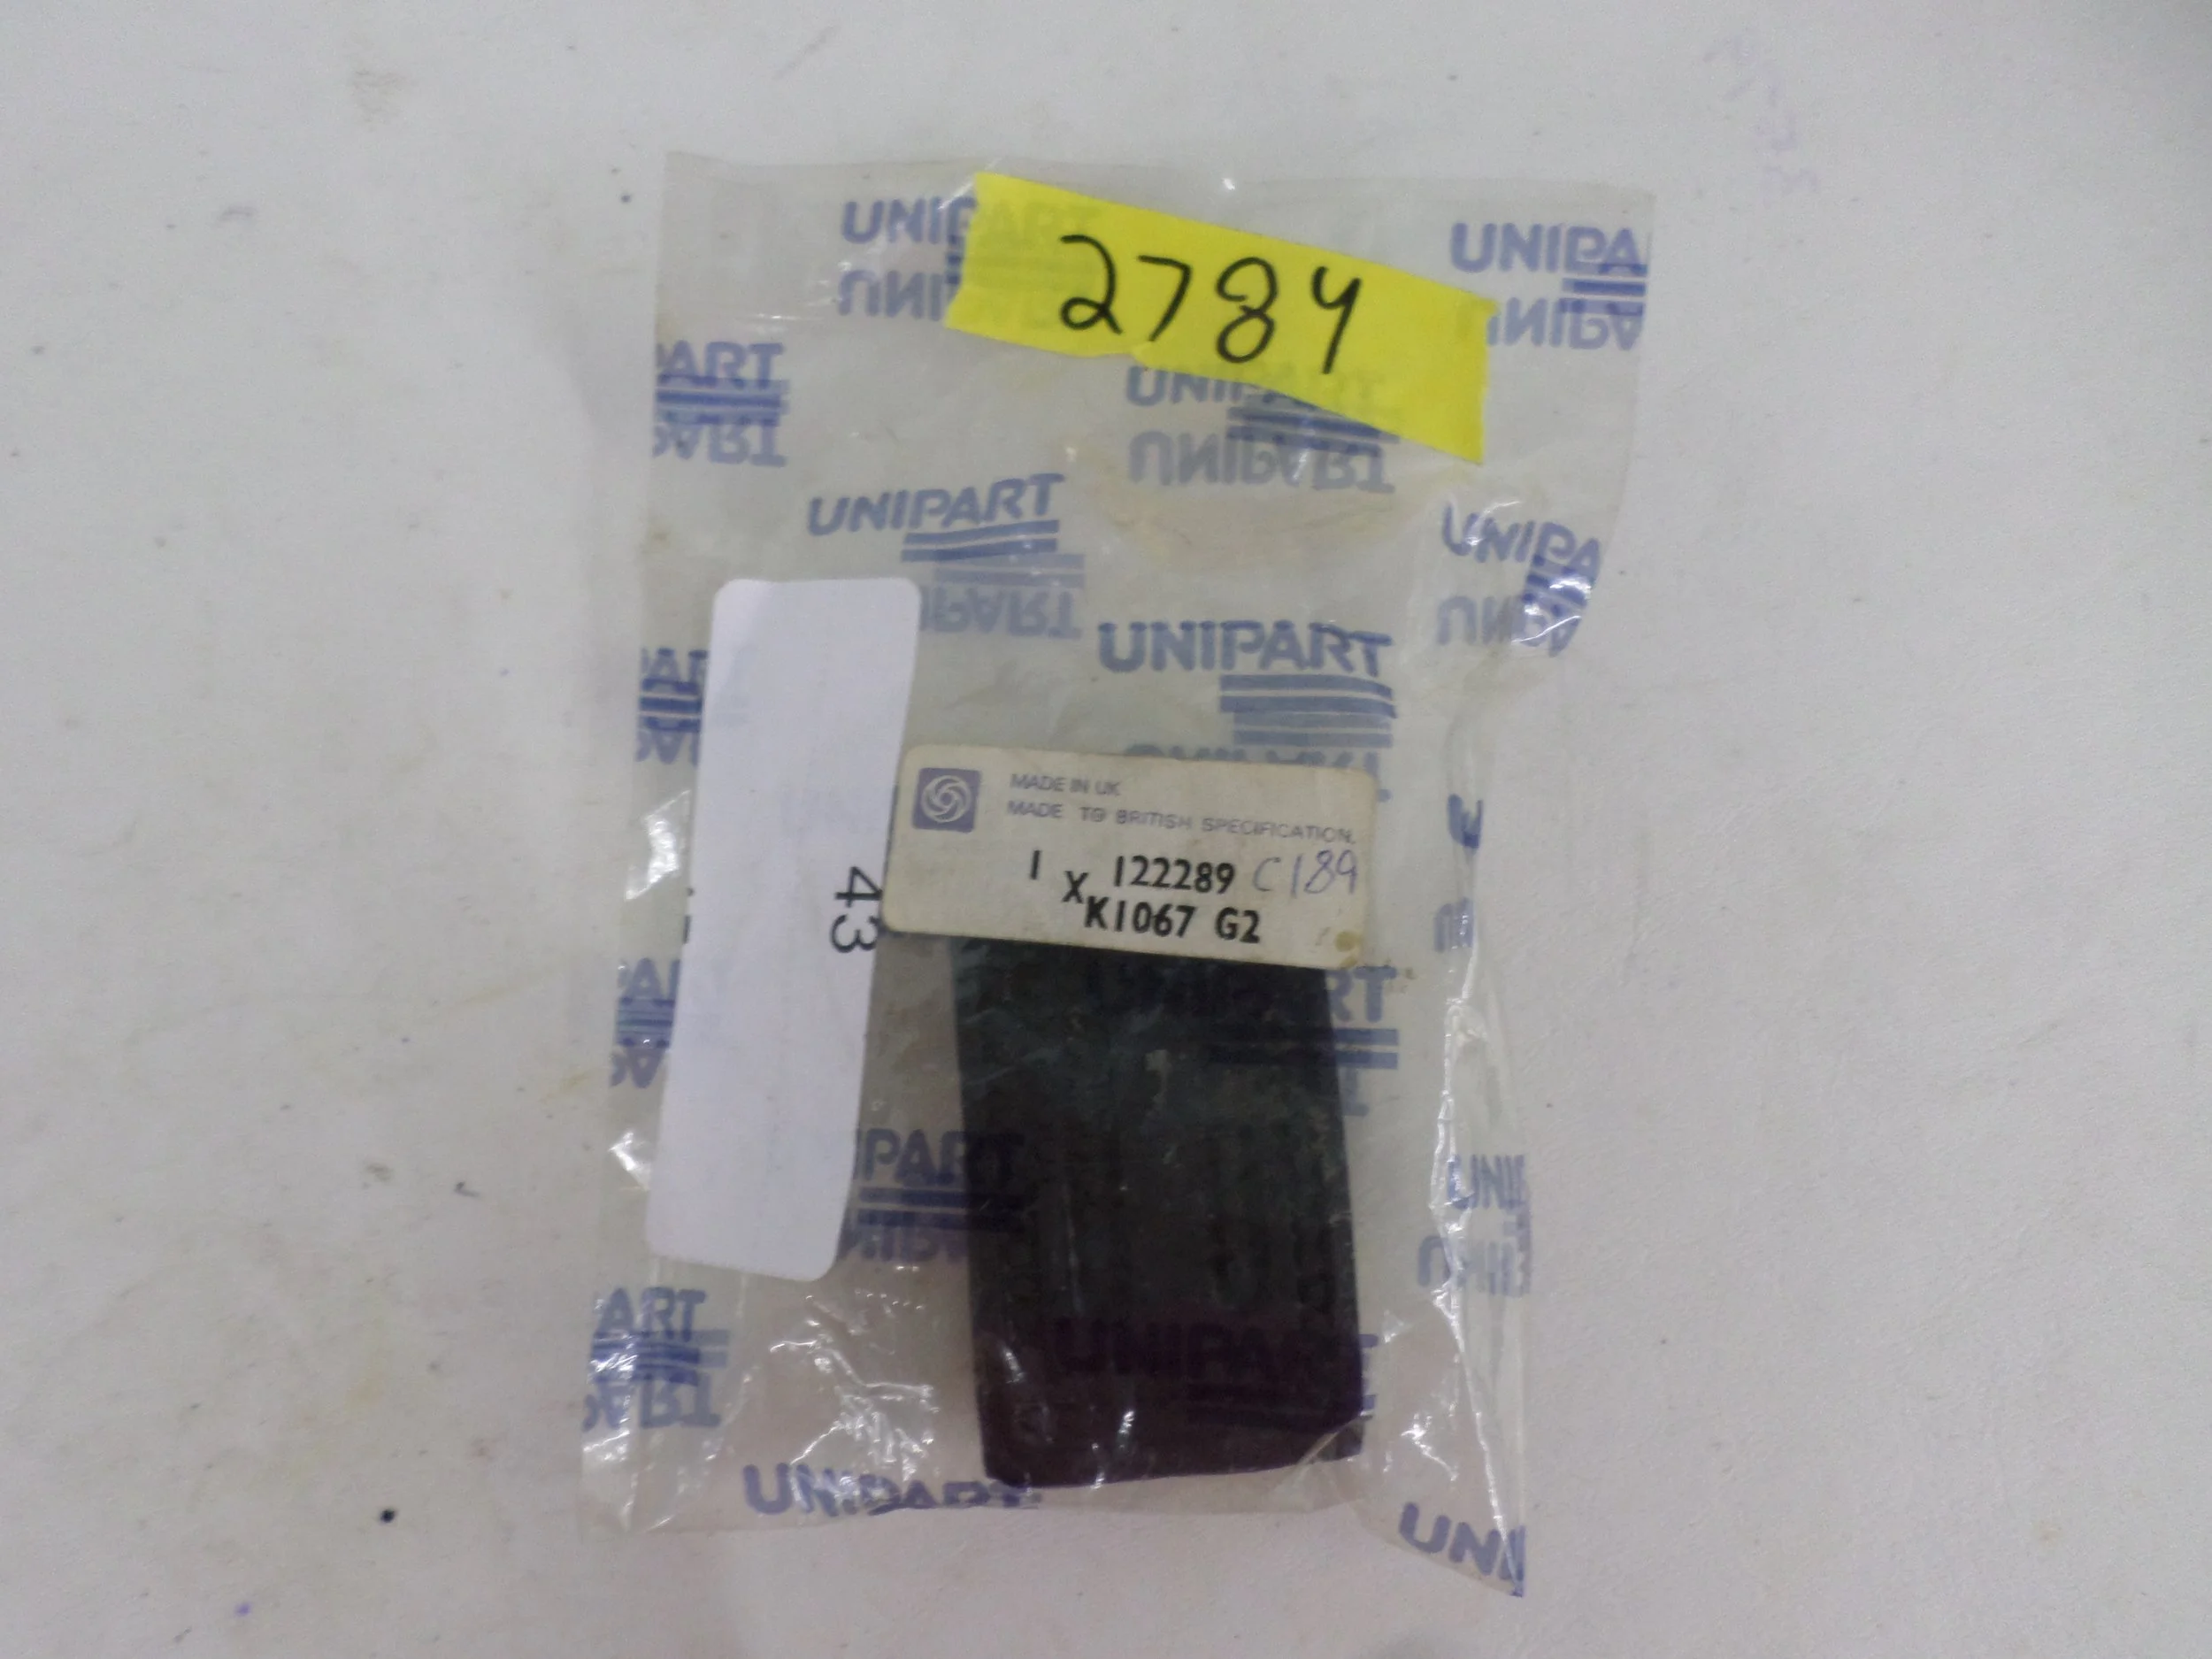 2784
UNIPART
UNIPART
MADE IN UK
MADE TO BRITISH SPECIFICATION.
1 X 122289 C189
K1067 G2
43
UNIPART